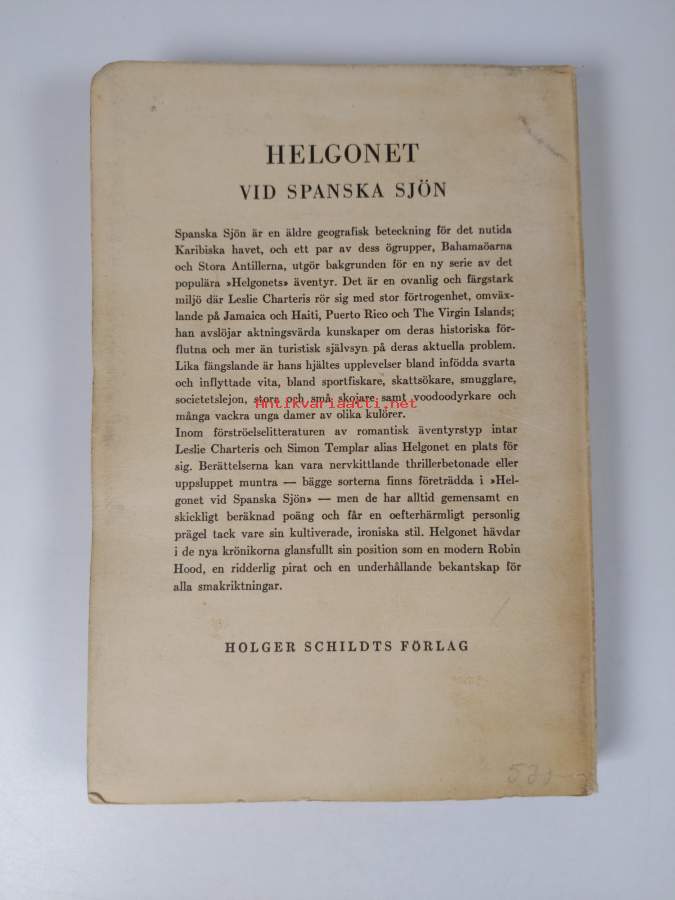 HELGONET
VID SPANSKA SJÖN
Spanska Sjön är en äldre geografisk beteckning för det nutida
Karibiska havet, och ett par av dess ögrupper, Bahamaöarna
och Stora Antillerna, utgör bakgrunden för en ny serie av det
populära »Helgonets» äventyr. Det är en ovanlig och färgstark
miljö där Leslie Charteris rör sig med stor förtrogenhet, omväx-
lande på Jamaica och Haiti, Puerto Rico och The Virgin Islands;
han avslöjar aktningsvärda kunskaper om deras historiska för-
flutna och mer än turistisk självsyn på deras aktuella problem.
Lika fängslande är hans hjältes upplevelser bland infödda svarta
och inflyttade vita, bland sportfiskare, skattsökare, smugglare,
societetslejon, stora och små skojare samt voodoodyrkare och
Antikvariaatti.net
många vackra unga damer av olika kulörer.
Inom förströelselitteraturen av romantisk äventyrstyp intar
Leslie Charteris och Simon Templar alias Helgonet en plats för
sig. Berättelserna kan vara nervkittlande thrillerbetonade eller
uppsluppet muntra — bägge sorterna finns företrädda i »Hel-
gonet vid Spanska Sjön» — men de har alltid gemensamt en
skickligt beräknad poäng och får en oefterhärmligt personlig
prägel tack vare sin kultiverade, ironiska stil. Helgonet hävdar
i de nya krönikorna glansfullt sin position som en modern Robin
Hood, en ridderlig pirat och en underhållande bekantskap för
alla smakriktningar.
HOLGER SCHILDTS FÖRLAG